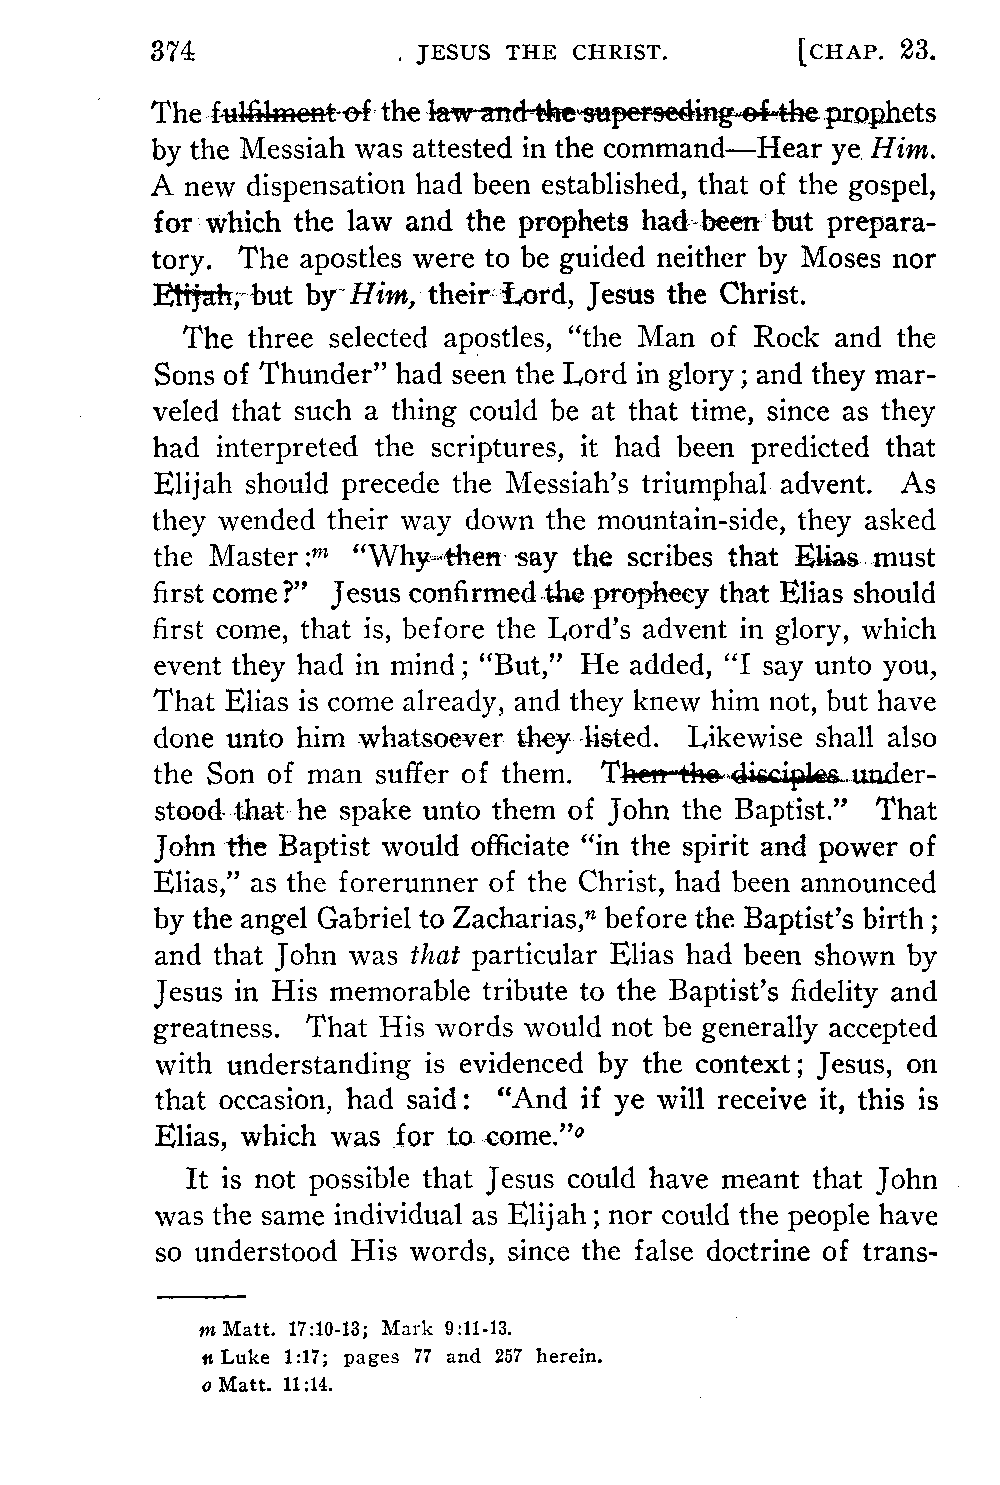 374 JESUS THE CHRIST. [CHAP. 23.
The fulfilment of the law and the superseding of the prophets
by the Messiah was attested in the command—Hear ye Him.
A new dispensation had been established, that of the gospel,
for which the law and the prophets had been but prepara-
tory. The apostles were to be guided neither by Moses nor
Elijah, but by Him, their Lord, Jesus the Christ.
The three selected apostles, “the Man of Rock and the
Sons of Thunder” had seen the Lord in glory; and they mar-
veled that such a thing could be at that time, since as they
had interpreted the scriptures, it had been predicted that
Elijah should precede the Messiah’s triumphal advent. As
they wended their way down the mountain-side, they asked
the Master:m “Why then say the scribes that Elias must
first come?” Jesus confirmed the prophecy that Elias should
first come, that is, before the Lord’s advent in glory, which
event they had in mind; “But,” He added, “I say unto you,
That Elias is come already, and they knew him not, but have
done unto him whatsoever they listed. Likewise shall also
the Son of man suffer of them. Then the disciples under-
stood that he spake unto them of John the Baptist.” That
John the Baptist would officiate “in the spirit and power of
Elias,” as the forerunner of the Christ, had been announced
by the angel Gabriel to Zacharias,n before the Baptist’s birth;
and that John was that particular Elias had been shown by
Jesus in His memorable tribute to the Baptist’s fidelity and
greatness. That His words would not be generally accepted
with understanding is evidenced by the context; Jesus, on
that occasion, had said: “And if ye will receive it, this is
Elias, which was for to come.”o
It is not possible that Jesus could have meant that John
was the same individual as Elijah; nor could the people have
so understood His words, since the false doctrine of trans-
m Matt. 17:10-13; Mark 9:11-13.
n Luke 1:17; pages 77 and 257 herein.
o Matt. 11:14.